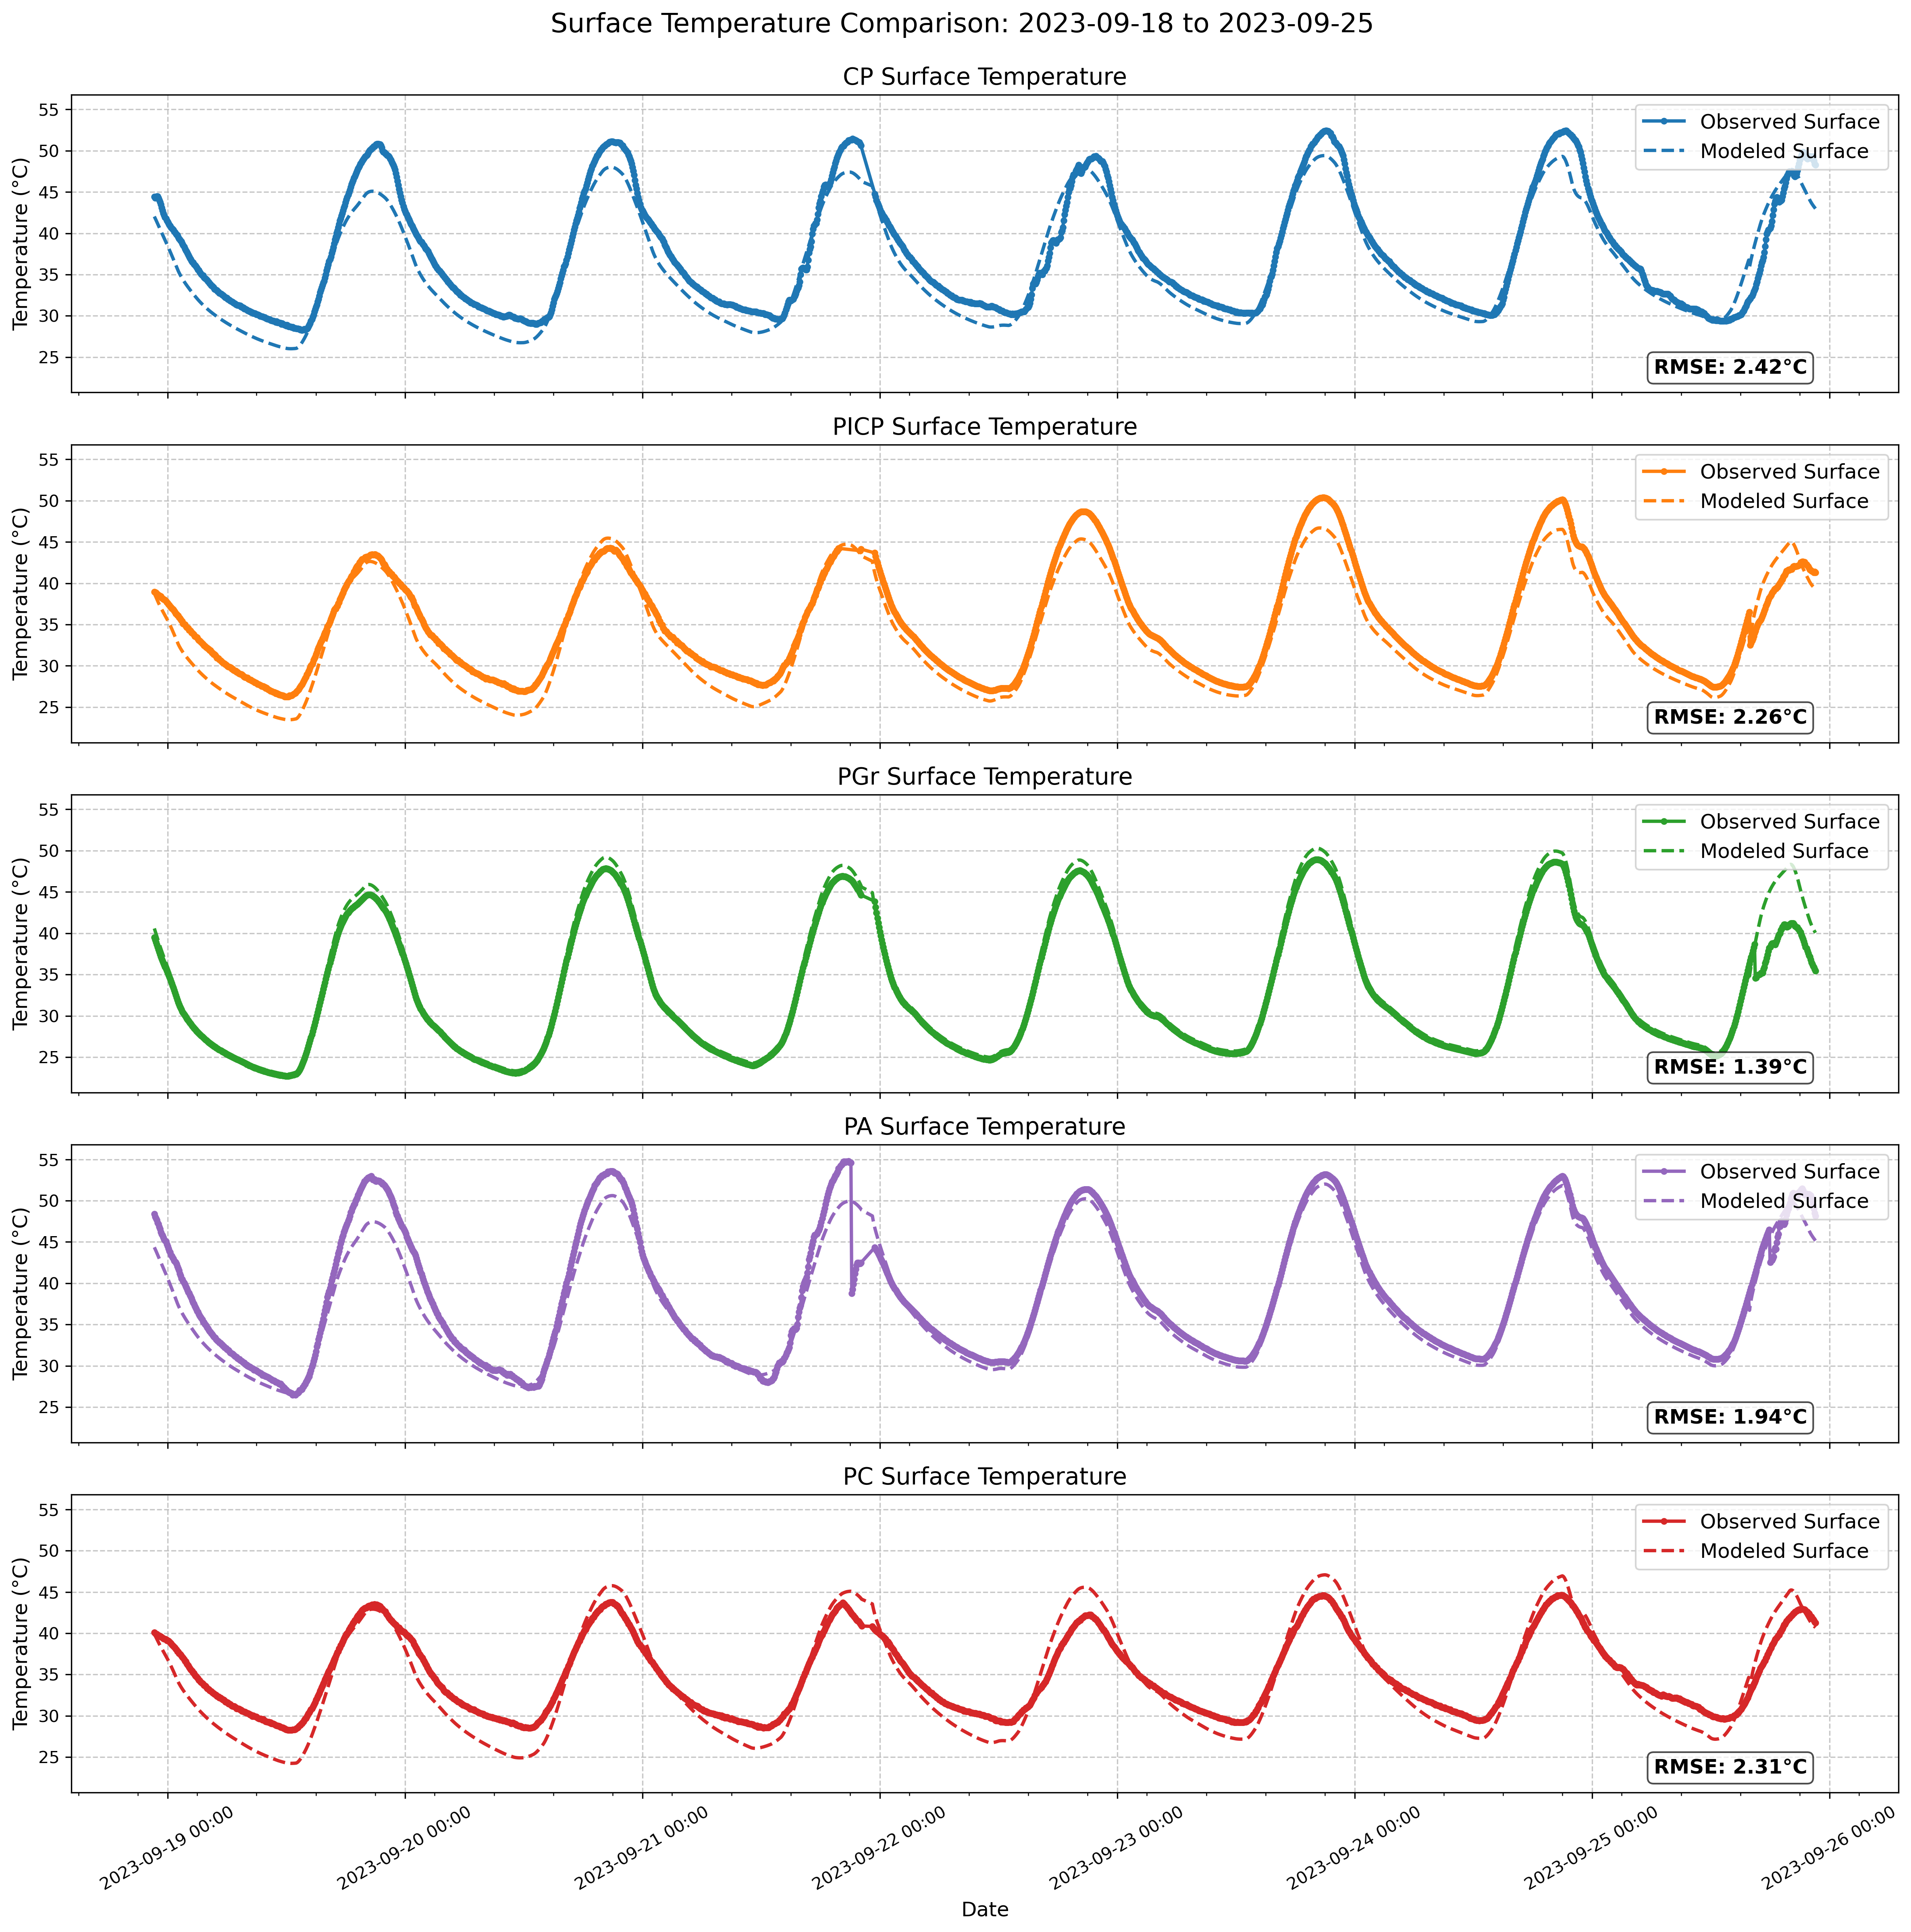 Surface Temperature Comparison: 2023-09-18 to 2023-09-25
CP Surface Temperature
Temperature (°C)
55
50
45
40
35
30
25
Observed Surface
Modeled Surface
RMSE: 2.42°C
PICP Surface Temperature
Temperature (°C)
55
50
45
40
35
30
25
Observed Surface
Modeled Surface
RMSE: 2.26°C
PGr Surface Temperature
Temperature (°C)
55
50
45
40
35
30
25
Observed Surface
Modeled Surface
RMSE: 1.39°C
PA Surface Temperature
Temperature (°C)
55
50
45
40
35
30
25
Observed Surface
Modeled Surface
RMSE: 1.94°C
PC Surface Temperature
Temperature (°C)
55
50
45
40
35
30
25
Observed Surface
Modeled Surface
RMSE: 2.31°C
2023-09-19 00:00
2023-09-20 00:00
2023-09-21 00:00
2023-09-22 00:00
2023-09-23 00:00
2023-09-24 00:00
2023-09-25 00:00
2023-09-26 00:00
Date